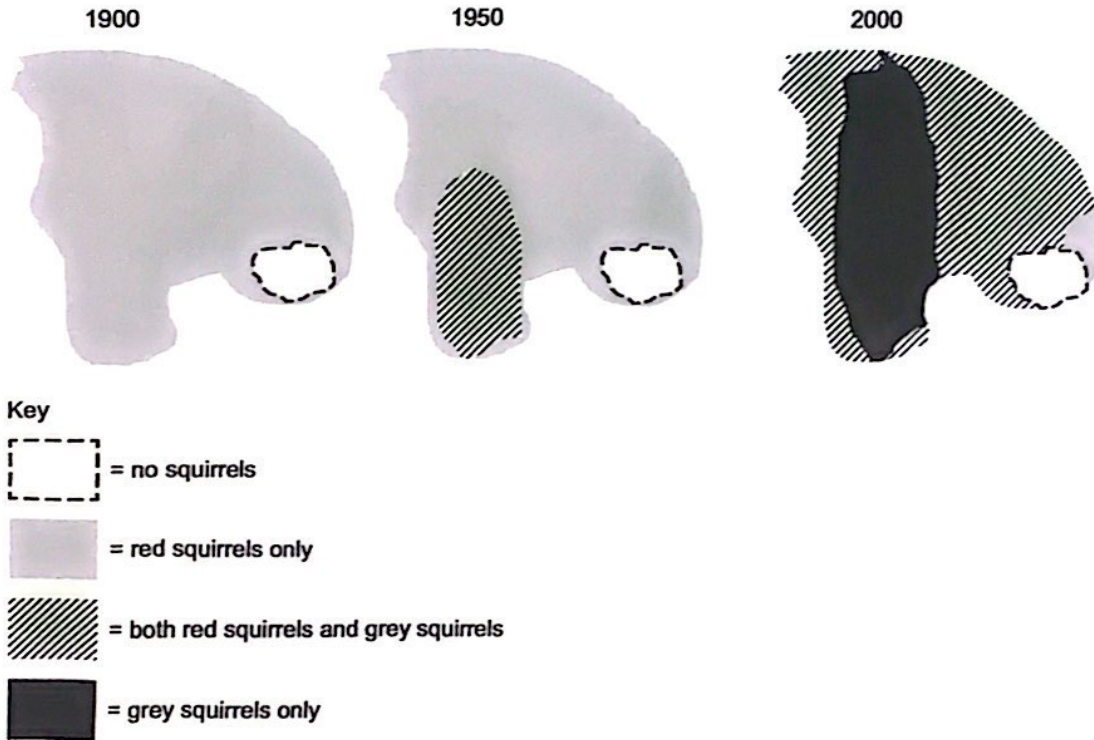 1900
1950
2000
Key
= no squirrels
= red squirrels only
= both red squirrels and grey squirrels
= grey squirrels only